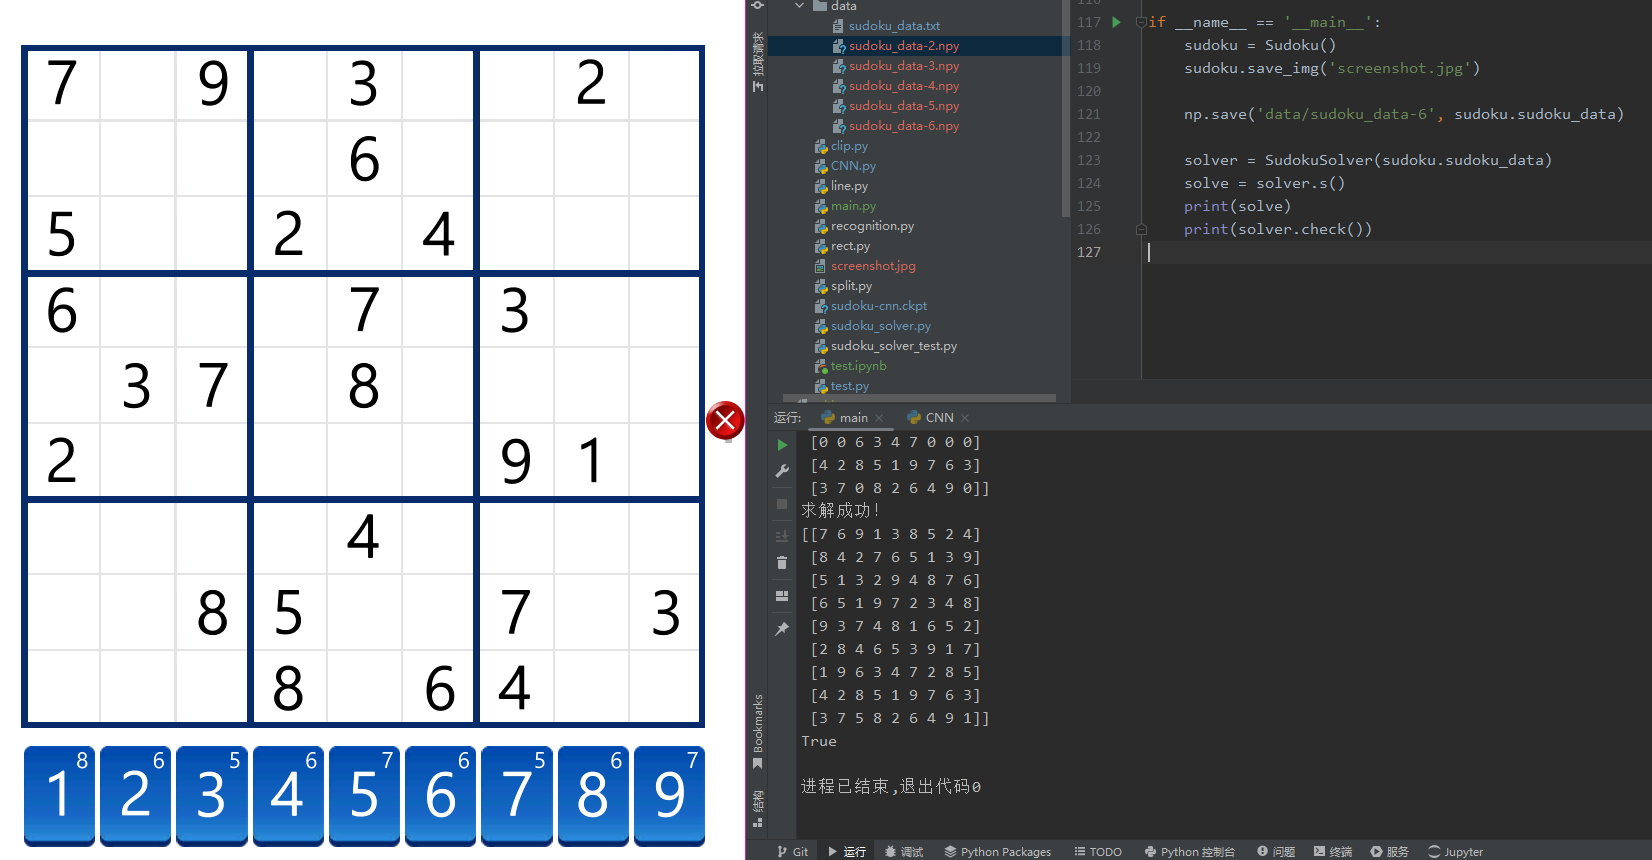 7 9 3 2
6
5 2 4
6 7 3
3 7 8
2 9 1
4
8 5 7 3
8 6 4
1 8 2 6 3 5 4 6 5 7 6 6 7 5 8 6 9 7
拉取请求
Bookmarks
结构
data
sudoku_data.txt
sudoku_data-2.npy
sudoku_data-3.npy
sudoku_data-4.npy
sudoku_data-5.npy
sudoku_data-6.npy
clip.py
CNN.py
line.py
main.py
recognition.py
rect.py
screenshot.jpg
split.py
sudoku-cnn.ckpt
sudoku_solver.py
sudoku_solver_test.py
test.ipynb
test.py
117 if __name__ == '__main__':
118 sudoku = Sudoku()
119 sudoku.save_img('screenshot.jpg')
120
121 np.save('data/sudoku_data-6', sudoku.sudoku_data)
122
123 solver = SudokuSolver(sudoku.sudoku_data)
124 solve = solver.s()
125 print(solve)
126 print(solver.check())
127
运行: main CNN
[0 0 6 3 4 7 0 0 0]
[4 2 8 5 1 9 7 6 3]
[3 7 0 8 2 6 4 9 0]]
求解成功!
[[7 6 9 1 3 8 5 2 4]
[8 4 2 7 6 5 1 3 9]
[5 1 3 2 9 4 8 7 6]
[6 5 1 9 7 2 3 4 8]
[9 3 7 4 8 1 6 5 2]
[2 8 4 6 5 3 9 1 7]
[1 9 6 3 4 7 2 8 5]
[4 2 8 5 1 9 7 6 3]
[3 7 5 8 2 6 4 9 1]]
True
进程已结束,退出代码0
Git 运行 调试 Python Packages TODO Python 控制台 问题 终端 服务 Jupyter